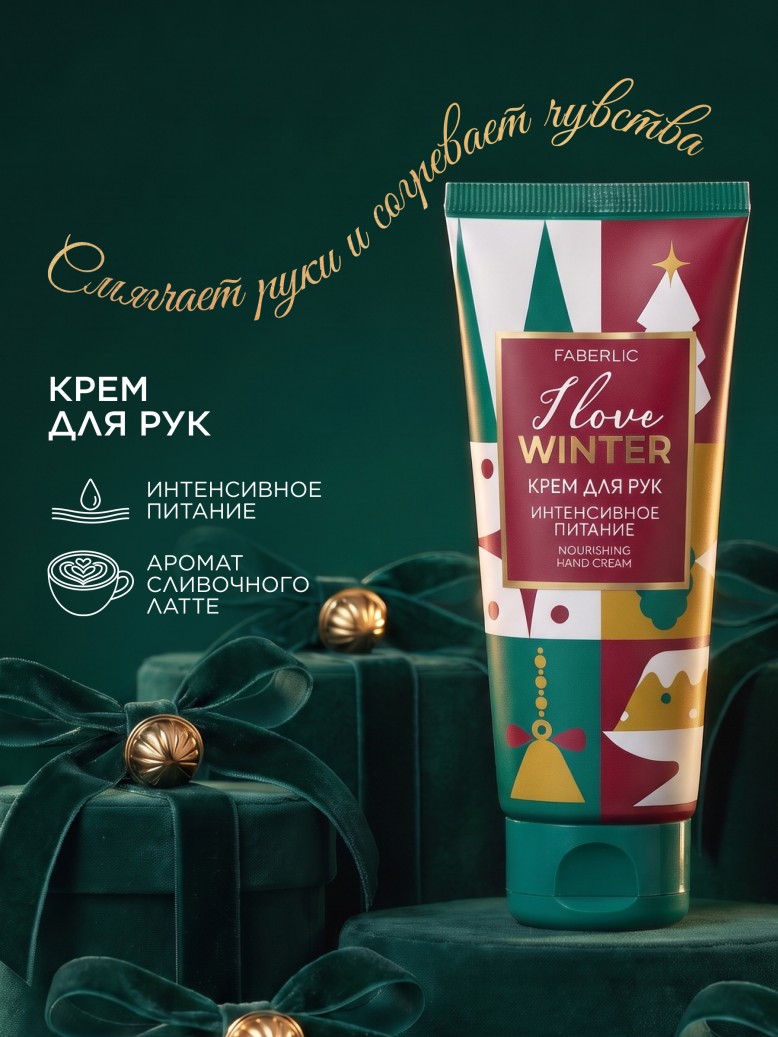 Смягчает руки и согревает чувства
КРЕМ
ДЛЯ РУК
ИНТЕНСИВНОЕ
ПИТАНИЕ
АРОМАТ
СЛИВОЧНОГО
ЛАТТЕ
FABERLIC
I love
WINTER
КРЕМ ДЛЯ РУК
ИНТЕНСИВНОЕ
ПИТАНИЕ
NOURISHING
HAND CREAM